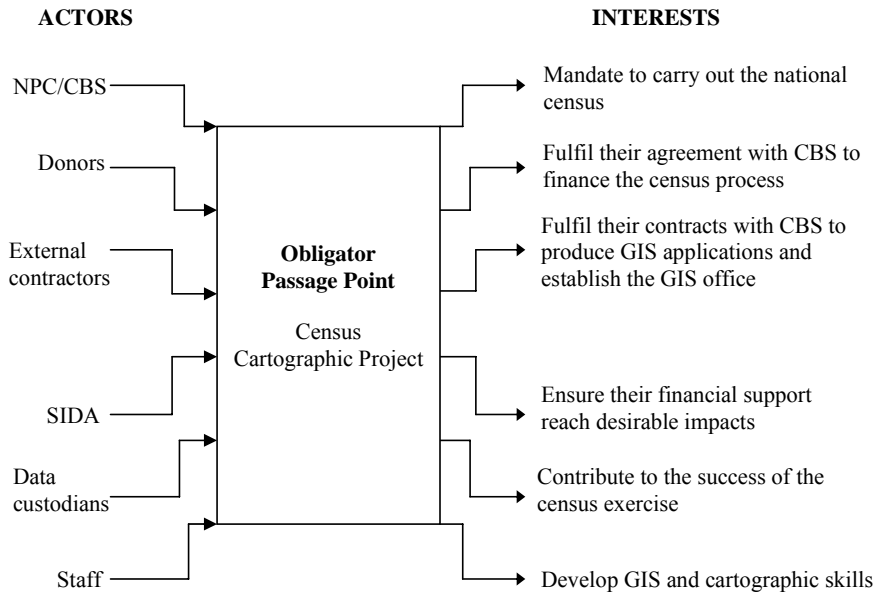 ACTORS
INTERESTS
NPC/CBS
Donors
External
contractors
SIDA
Data
custodians
Staff
Obligator
Passage Point
Census
Cartographic Project
Mandate to carry out the national
census
Fulfil their agreement with CBS to
finance the census process
Fulfil their contracts with CBS to
produce GIS applications and
establish the GIS office
Ensure their financial support
reach desirable impacts
Contribute to the success of the
census exercise
Develop GIS and cartographic skills